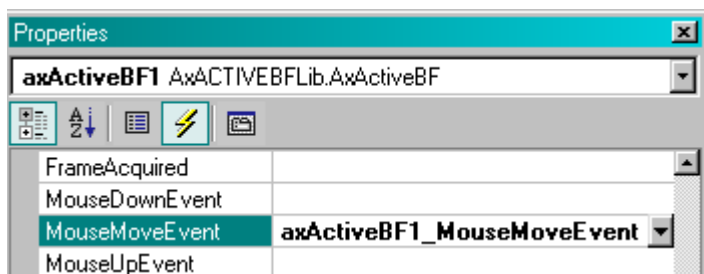 Properties
axActiveBF1 AxACTIVEBFLib.AxActiveBF
FrameAcquired
MouseDownEvent
MouseMoveEvent axActiveBF1_MouseMoveEvent
MouseUpEvent